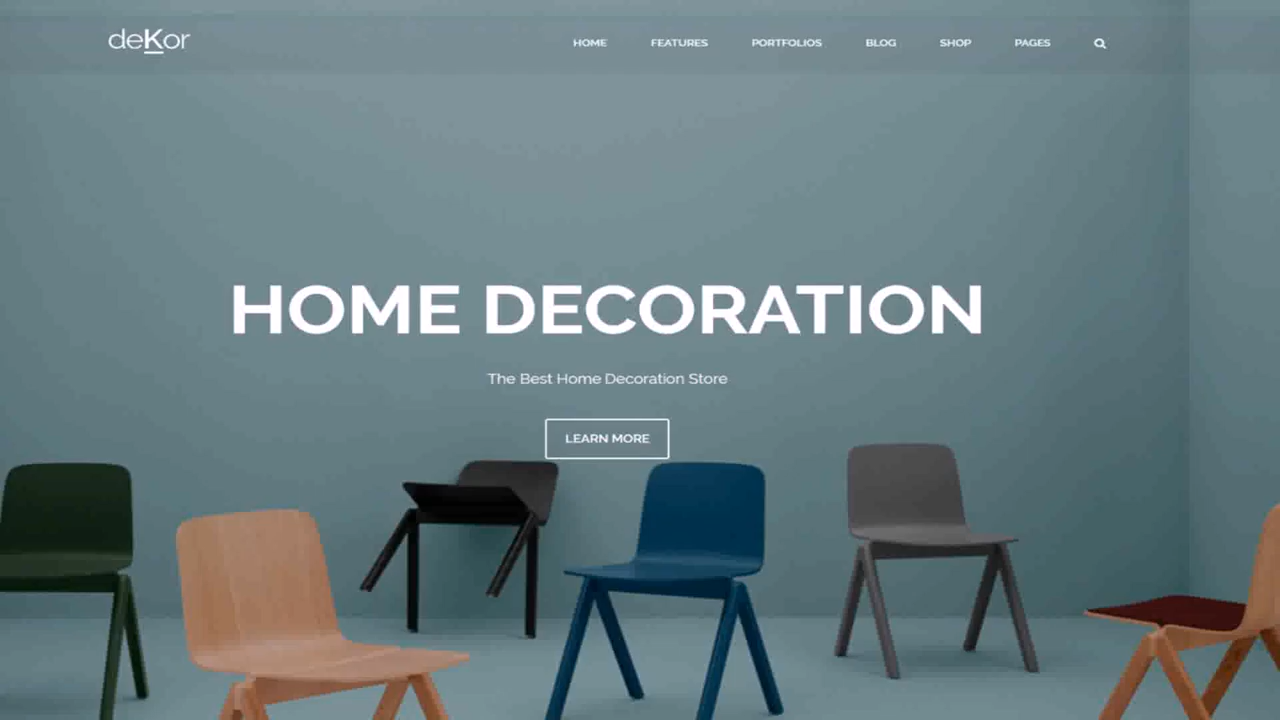 deKor
HOME FEATURES PORTFOLIOS BLOG SHOP PAGES
HOME DECORATION
The Best Home Decoration Store
LEARN MORE